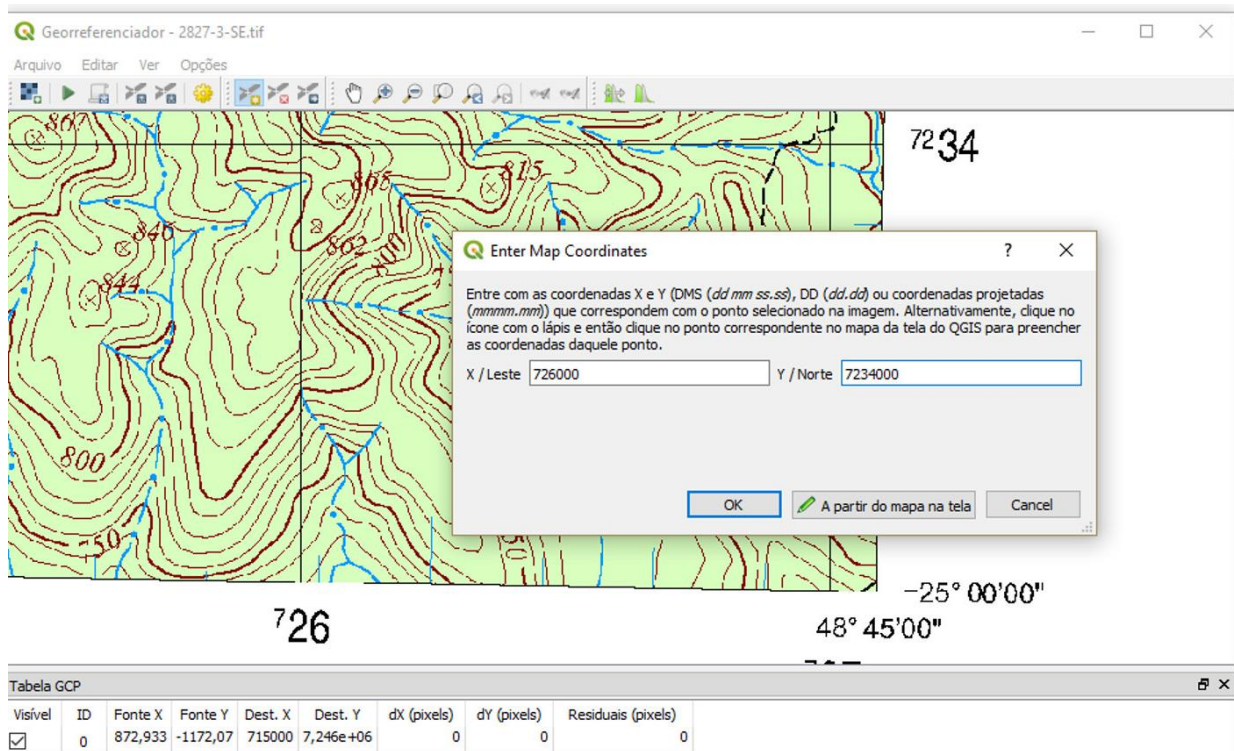 Georreferenciador - 2827-3-SE.tif
Arquivo Editar Ver Opções
867
865
815
7234
846
862
800
844
800
750
50
Enter Map Coordinates
Entre com as coordenadas X e Y (DMS (dd mm ss.ss), DD (dd.dd) ou coordenadas projetadas
(mmmm.mm)) que correspondem com o ponto selecionado na imagem. Alternativamente, clique no
ícone com o lápis e então clique no ponto correspondente no mapa da tela do QGIS para preencher
as coordenadas daquele ponto.
X / Leste 726000 Y / Norte 7234000
OK A partir do mapa na tela Cancel
-25° 00'00"
726
48° 45'00"
Tabela GCP
Visível ID Fonte X Fonte Y Dest. X Dest. Y dX (pixels) dY (pixels) Residuais (pixels)
0 872,933 -1172,07 715000 7,246e+06 0 0 0